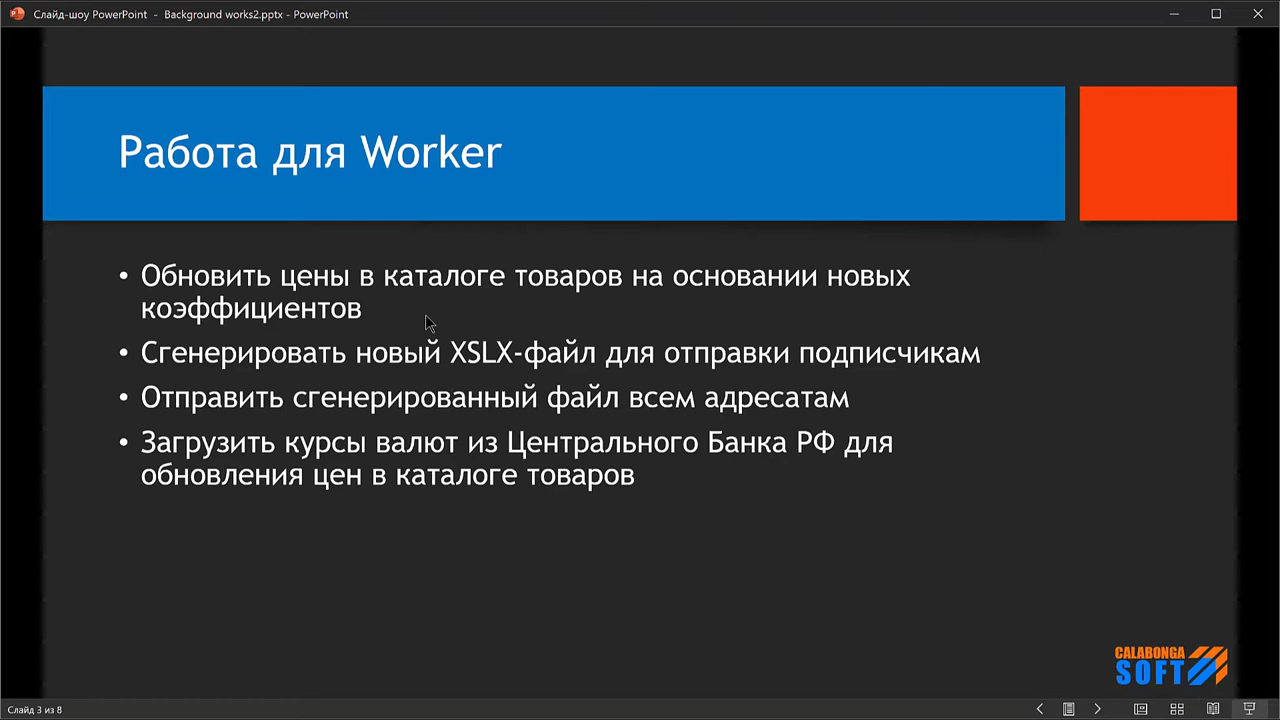 Слайд-шоу PowerPoint - Background works2.pptx - PowerPoint
Работа для Worker
• Обновить цены в каталоге товаров на основании новых
коэффициентов
• Сгенерировать новый XSLX-файл для отправки подписчикам
• Отправить сгенерированный файл всем адресатам
• Загрузить курсы валют из Центрального Банка РФ для
обновления цен в каталоге товаров
CALABONGA
SOFT
Слайд 3 из 8